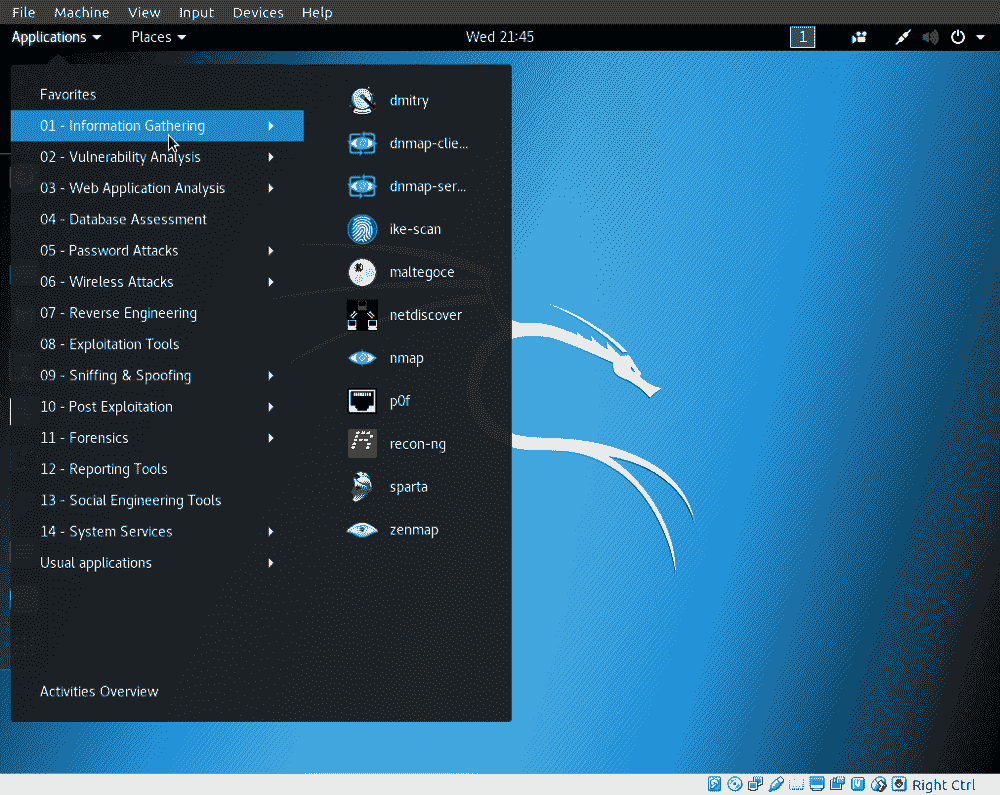 File Machine View Input Devices Help
Applications Places Wed 21:45 1
Favorites
01 - Information Gathering
02 - Vulnerability Analysis
03 - Web Application Analysis
04 - Database Assessment
05 - Password Attacks
06 - Wireless Attacks
07 - Reverse Engineering
08 - Exploitation Tools
09 - Sniffing & Spoofing
10 - Post Exploitation
11 - Forensics
12 - Reporting Tools
13 - Social Engineering Tools
14 - System Services
Usual applications
Activities Overview
dmitry
dnmap-clie...
dnmap-ser...
ike-scan
maltegoce
netdiscover
nmap
p0f
recon-ng
sparta
zenmap
Right Ctrl